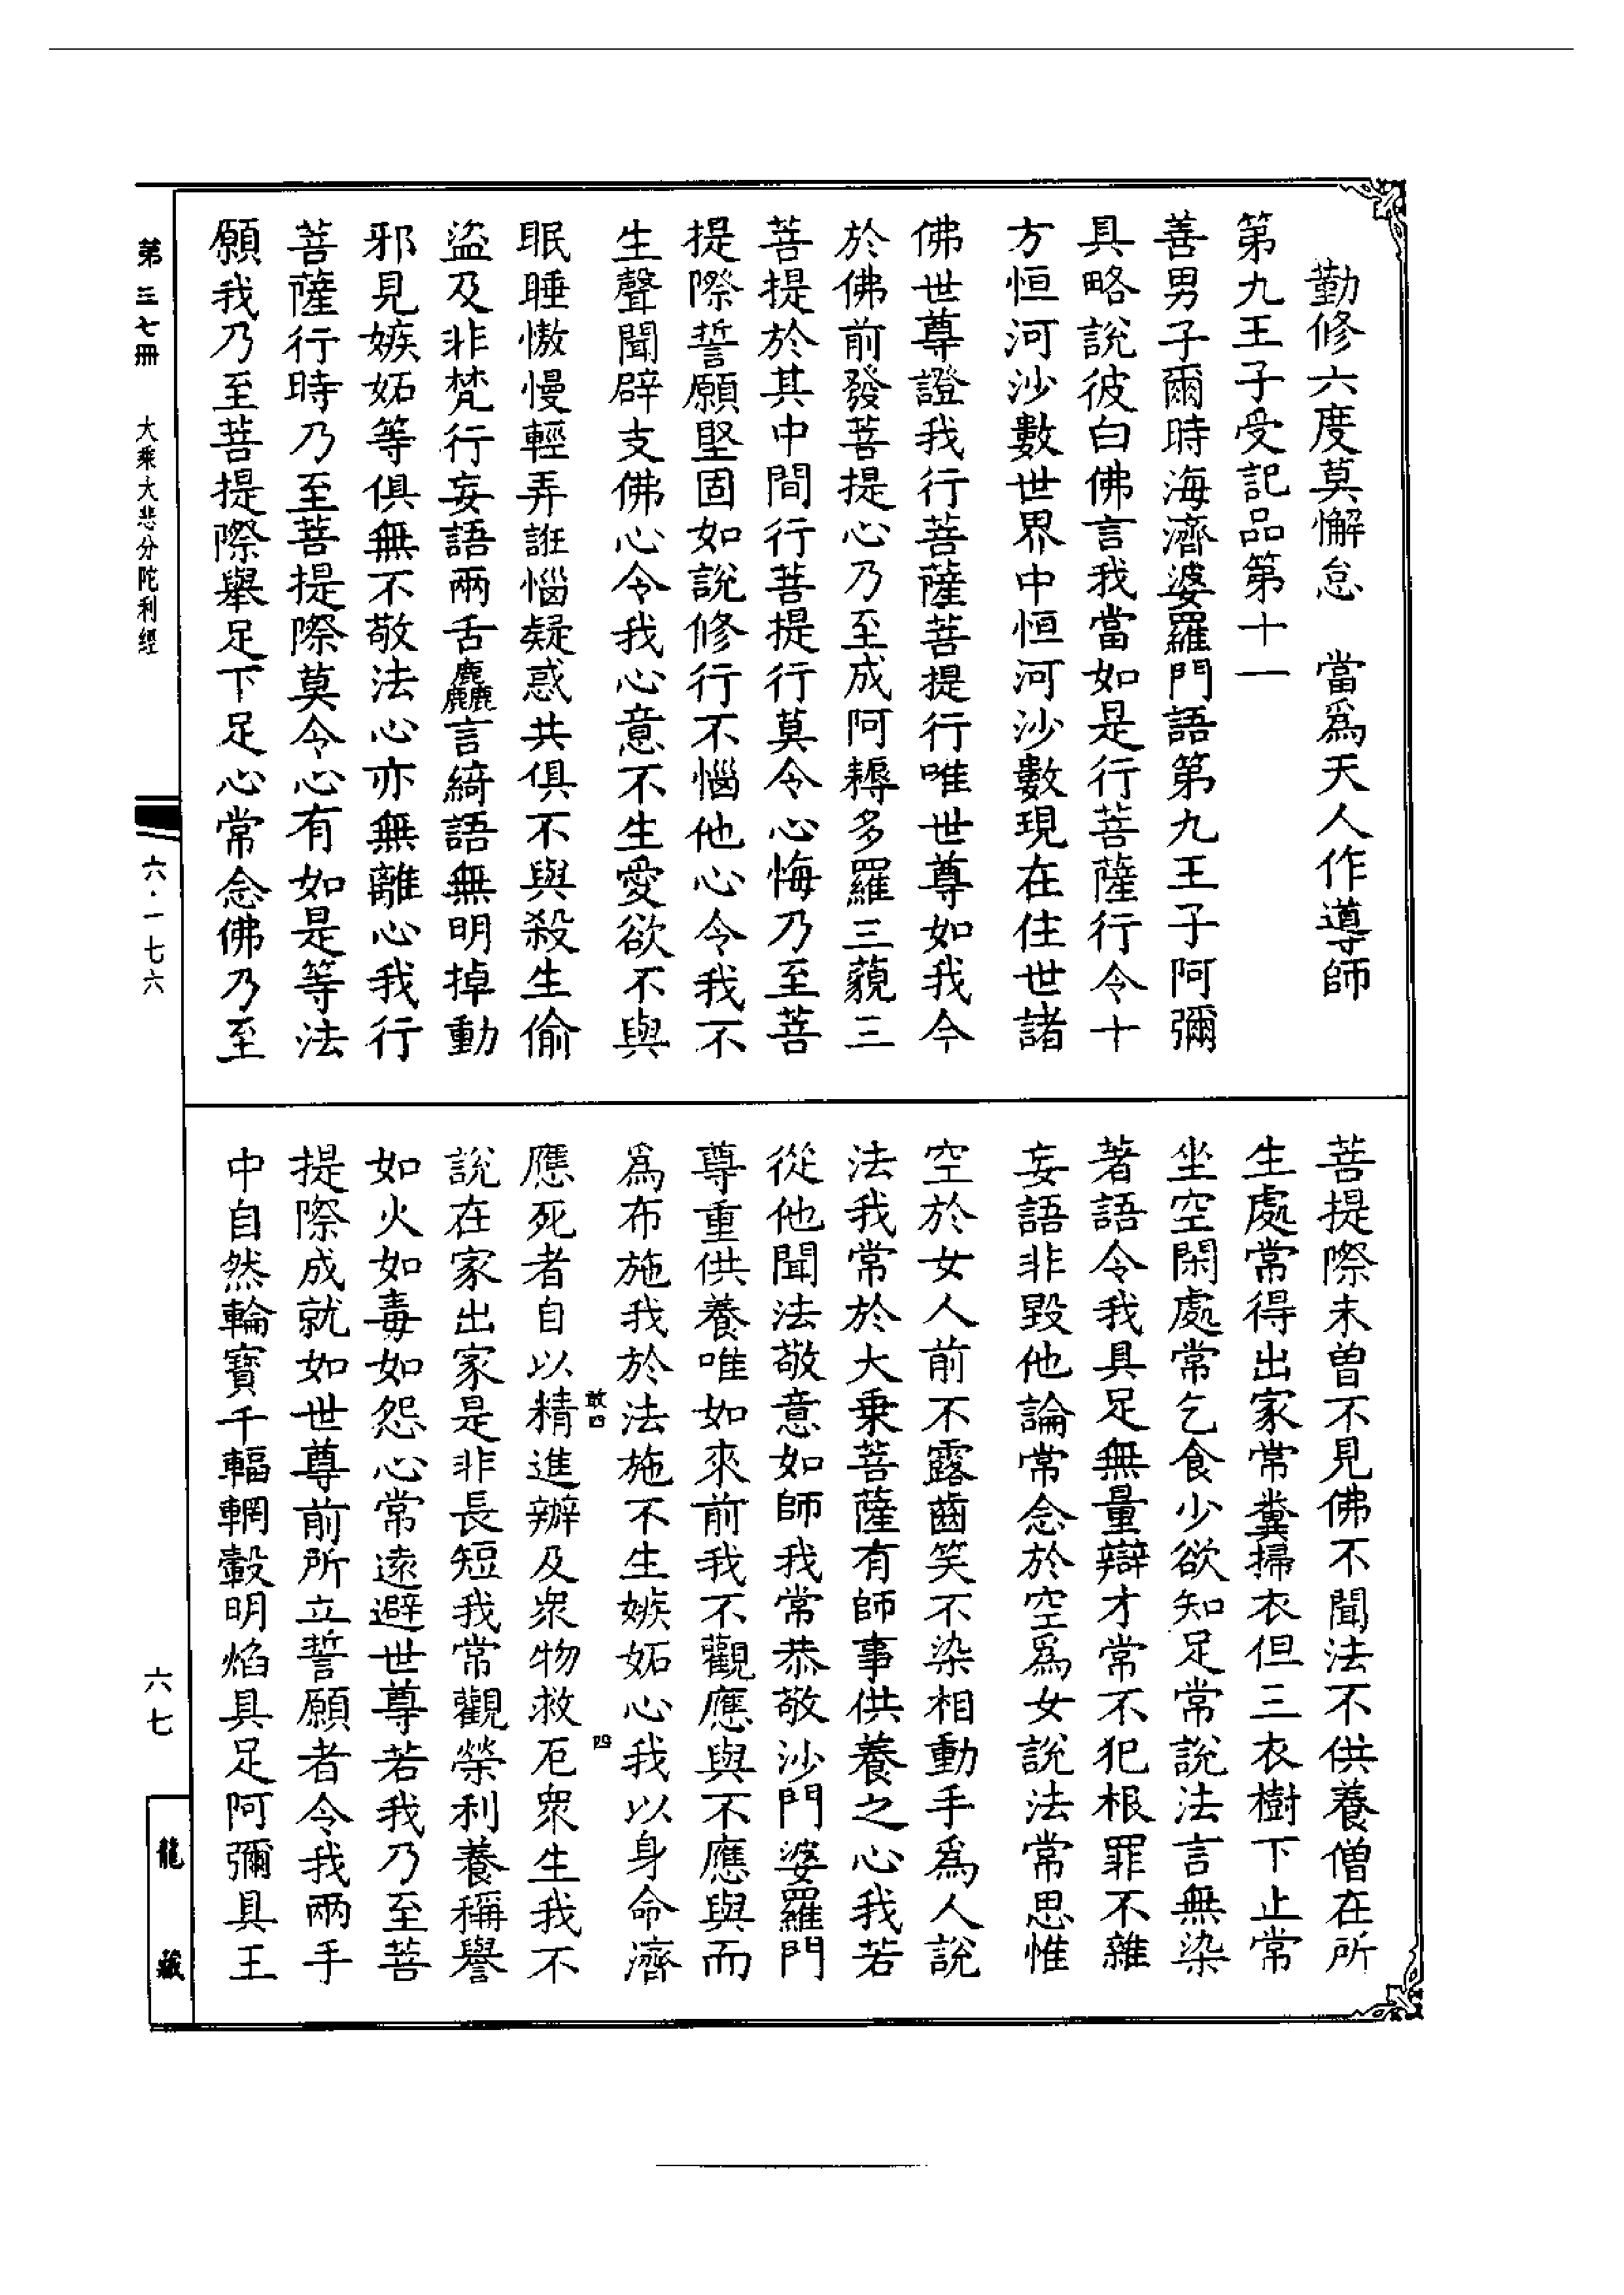 勤修六度莫懈怠　當爲天人作導師
第九王子受記品第十一
善男子爾時海濟婆羅門語第九王子阿彌
具略説彼白佛言我當如是行菩薩行令十
方恒河沙數世界中恒河沙數現在住世諸
佛世尊證我行菩薩菩提行唯世尊如我今
於佛前發菩提心乃至成阿耨多羅三藐三
菩提於其中間行菩提行莫令心悔乃至菩
提際誓願堅固如説修行不惱他心令我不
生聲聞辟支佛心令我心意不生愛欲不與
眠睡憿慢輕弄誑惱疑惑共俱不與殺生偷
盜及非梵行妄語兩舌麤言綺語無明掉動
邪見嫉妬等俱無不敬法心亦無離心我行
菩薩行時乃至菩提際莫令心有如是等法
願我乃至菩提際舉足下足心常念佛乃至
菩提際未曾不見佛不聞法不供養僧在所
生處常得出家常糞掃衣但三衣樹下止常
坐空閑處常乞食少欲知足常説法言無染
著語令我具足無量辯才常不犯根罪不雜
妄語非毀他論常念於空爲女説法常思惟
空於女人前不露齒笑不染相動手爲人説
法我常於大乘菩薩有師事供養之心我若
從他聞法敬意如師我常恭敬沙門婆羅門
尊重供養唯如來前我不觀應與不應與而
爲布施我於法施不生嫉妬心我以身命濟
敢四
四
應死者自以精進辦及衆物救厄衆生我不
説在家出家是非長短我常觀榮利養稱譽
如火如毒如怨心常遠避世尊若我乃至菩
提際成就如世尊前所立誓願者令我兩手
中自然輪寶千輻輞轂明焰具足阿彌具王
第三七冊　大乘大悲分陀利經
六·一七六
六七
龍藏